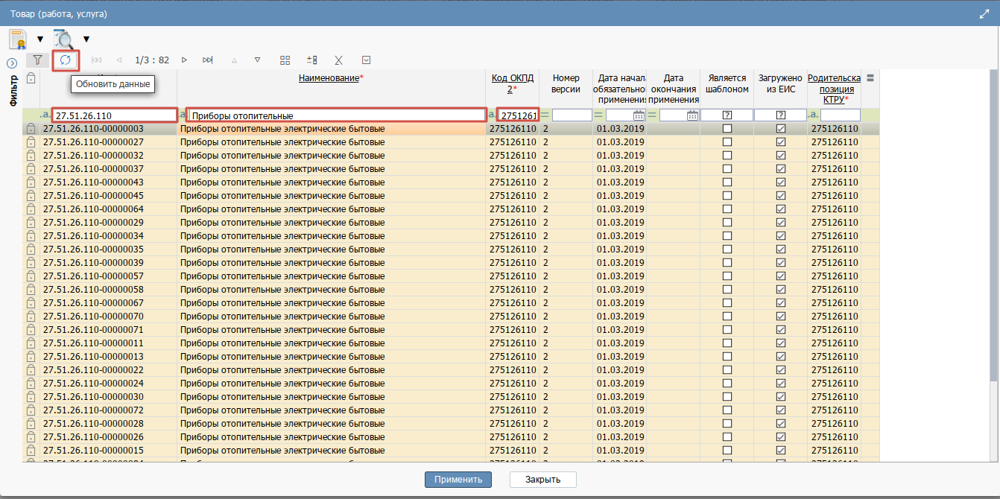 Товар (работа, услуга)
1/3 : 82
Обновить данные
Фильтр
Наименование*
Код ОКПД 2*
Номер версии
Дата начала обязательного применения
Дата окончания применения
Является шаблоном
Загружено из ЕИС
Родительская позиция КТРУ*
27.51.26.110 Приборы отопительные 2751261
27.51.26.110-00000003 Приборы отопительные электрические бытовые 275126110 2 01.03.2019 275126110
27.51.26.110-00000027 Приборы отопительные электрические бытовые 275126110 2 01.03.2019 275126110
27.51.26.110-00000032 Приборы отопительные электрические бытовые 275126110 2 01.03.2019 275126110
27.51.26.110-00000037 Приборы отопительные электрические бытовые 275126110 2 01.03.2019 275126110
27.51.26.110-00000043 Приборы отопительные электрические бытовые 275126110 2 01.03.2019 275126110
27.51.26.110-00000045 Приборы отопительные электрические бытовые 275126110 2 01.03.2019 275126110
27.51.26.110-00000064 Приборы отопительные электрические бытовые 275126110 2 01.03.2019 275126110
27.51.26.110-00000029 Приборы отопительные электрические бытовые 275126110 2 01.03.2019 275126110
27.51.26.110-00000034 Приборы отопительные электрические бытовые 275126110 2 01.03.2019 275126110
27.51.26.110-00000035 Приборы отопительные электрические бытовые 275126110 2 01.03.2019 275126110
27.51.26.110-00000039 Приборы отопительные электрические бытовые 275126110 2 01.03.2019 275126110
27.51.26.110-00000057 Приборы отопительные электрические бытовые 275126110 2 01.03.2019 275126110
27.51.26.110-00000058 Приборы отопительные электрические бытовые 275126110 2 01.03.2019 275126110
27.51.26.110-00000067 Приборы отопительные электрические бытовые 275126110 2 01.03.2019 275126110
27.51.26.110-00000070 Приборы отопительные электрические бытовые 275126110 2 01.03.2019 275126110
27.51.26.110-00000071 Приборы отопительные электрические бытовые 275126110 2 01.03.2019 275126110
27.51.26.110-00000011 Приборы отопительные электрические бытовые 275126110 2 01.03.2019 275126110
27.51.26.110-00000013 Приборы отопительные электрические бытовые 275126110 2 01.03.2019 275126110
27.51.26.110-00000022 Приборы отопительные электрические бытовые 275126110 2 01.03.2019 275126110
27.51.26.110-00000024 Приборы отопительные электрические бытовые 275126110 2 01.03.2019 275126110
27.51.26.110-00000030 Приборы отопительные электрические бытовые 275126110 2 01.03.2019 275126110
27.51.26.110-00000072 Приборы отопительные электрические бытовые 275126110 2 01.03.2019 275126110
27.51.26.110-00000028 Приборы отопительные электрические бытовые 275126110 2 01.03.2019 275126110
27.51.26.110-00000026 Приборы отопительные электрические бытовые 275126110 2 01.03.2019 275126110
27.51.26.110-00000015 Приборы отопительные электрические бытовые 275126110 2 01.03.2019 275126110
Применить
Закрыть